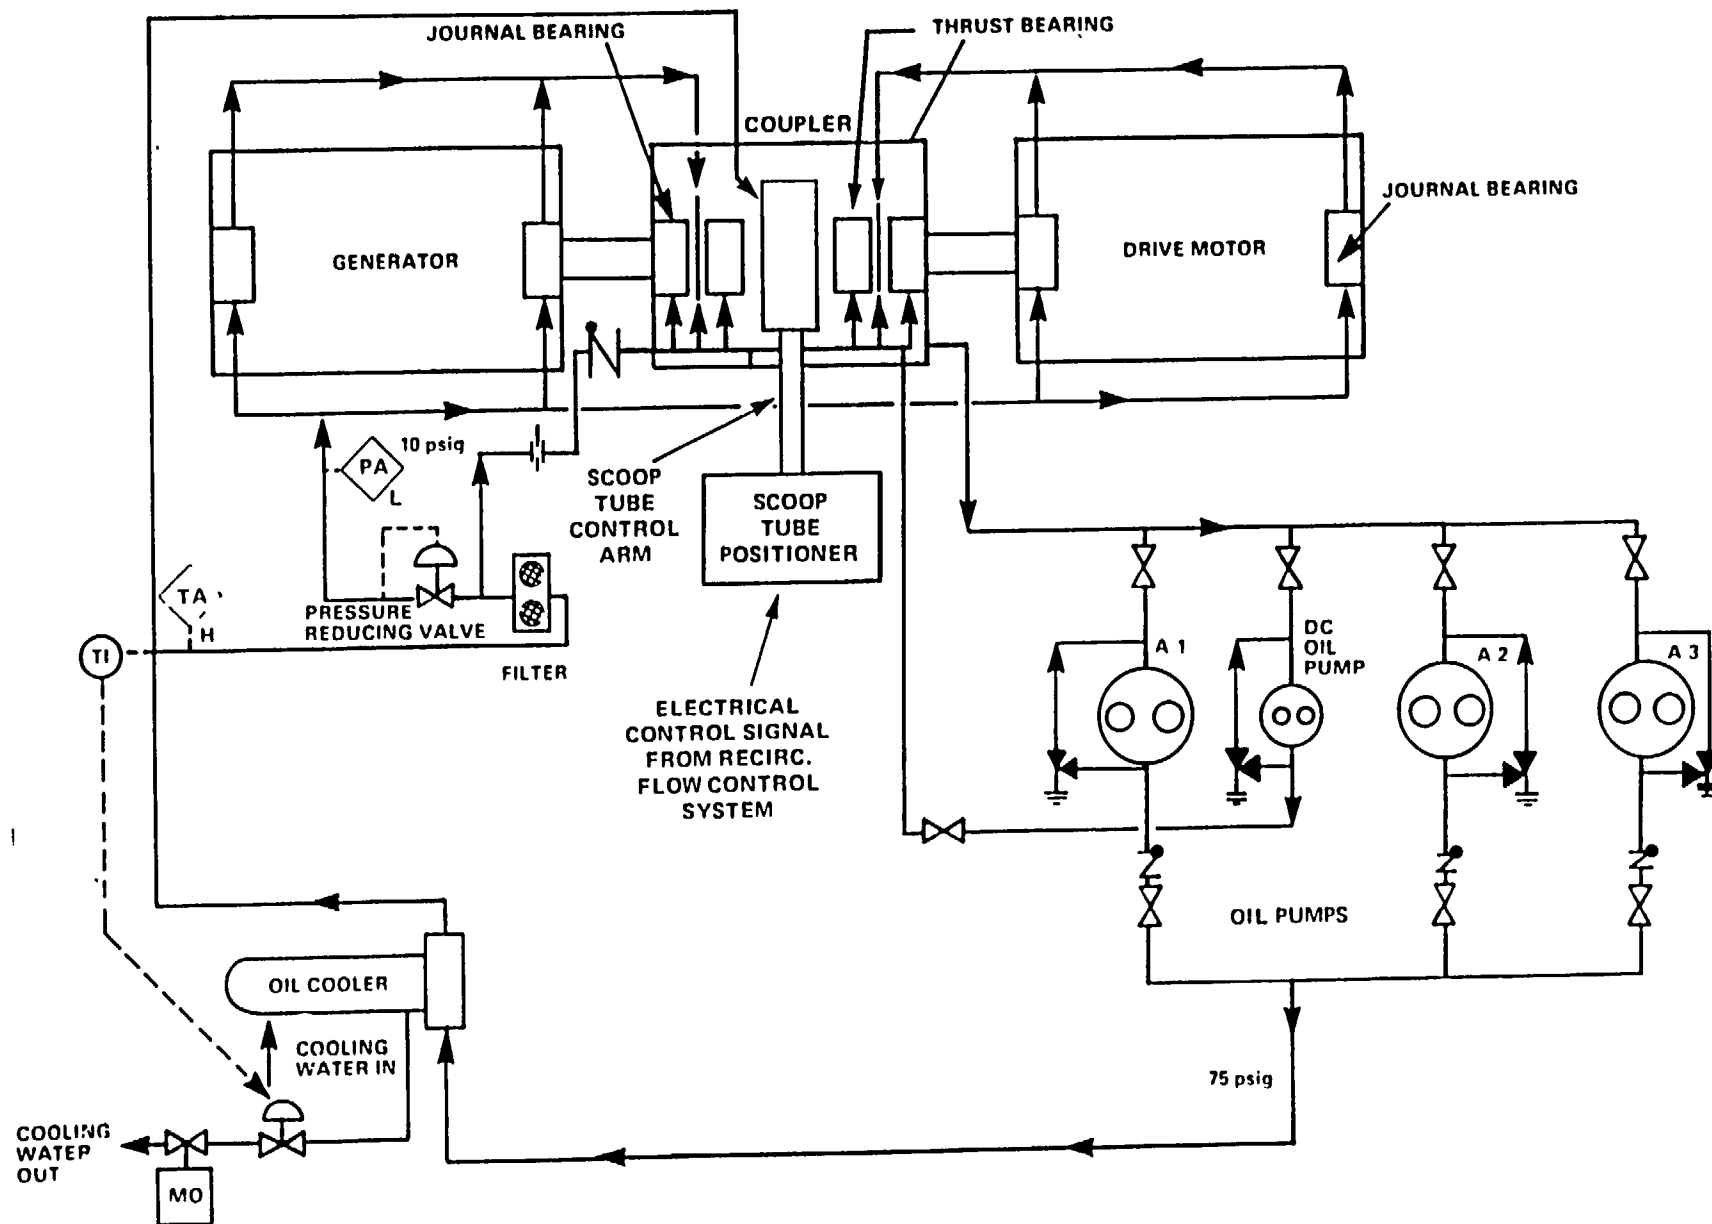 JOURNAL BEARING
THRUST BEARING
COUPLER
JOURNAL BEARING
GENERATOR
DRIVE MOTOR
10 psig
PA
L
SCOOP
TUBE
CONTROL
ARM
SCOOP
TUBE
POSITIONER
TA
H
PRESSURE
REDUCING VALVE
TI
FILTER
DC
OIL
PUMP
A 1
A 2
A 3
ELECTRICAL
CONTROL SIGNAL
FROM RECIRC.
FLOW CONTROL
SYSTEM
OIL PUMPS
OIL COOLER
COOLING
WATER IN
75 psig
COOLING
WATER
OUT
MO